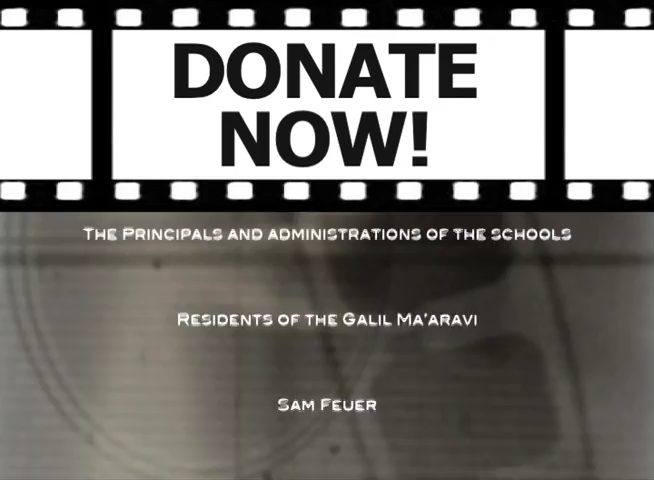 DONATE
NOW!
The Principals and administrations of the schools
Residents of the Galil Ma'aravi
Sam Feuer